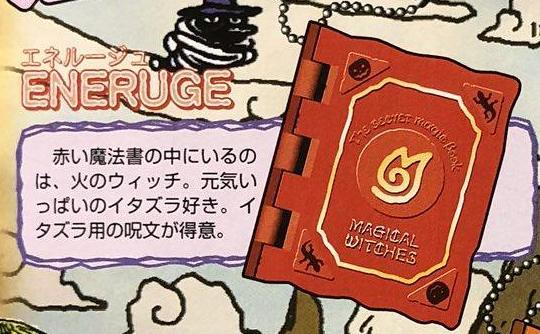 エネルージュ
ENERUGE
赤い魔法書の中にいるの
は、火のウィッチ。元気い
っぱいのイタズラ好き。イ
タズラ用の呪文が得意。
The secret magic Book
MAGICAL
WITCHES